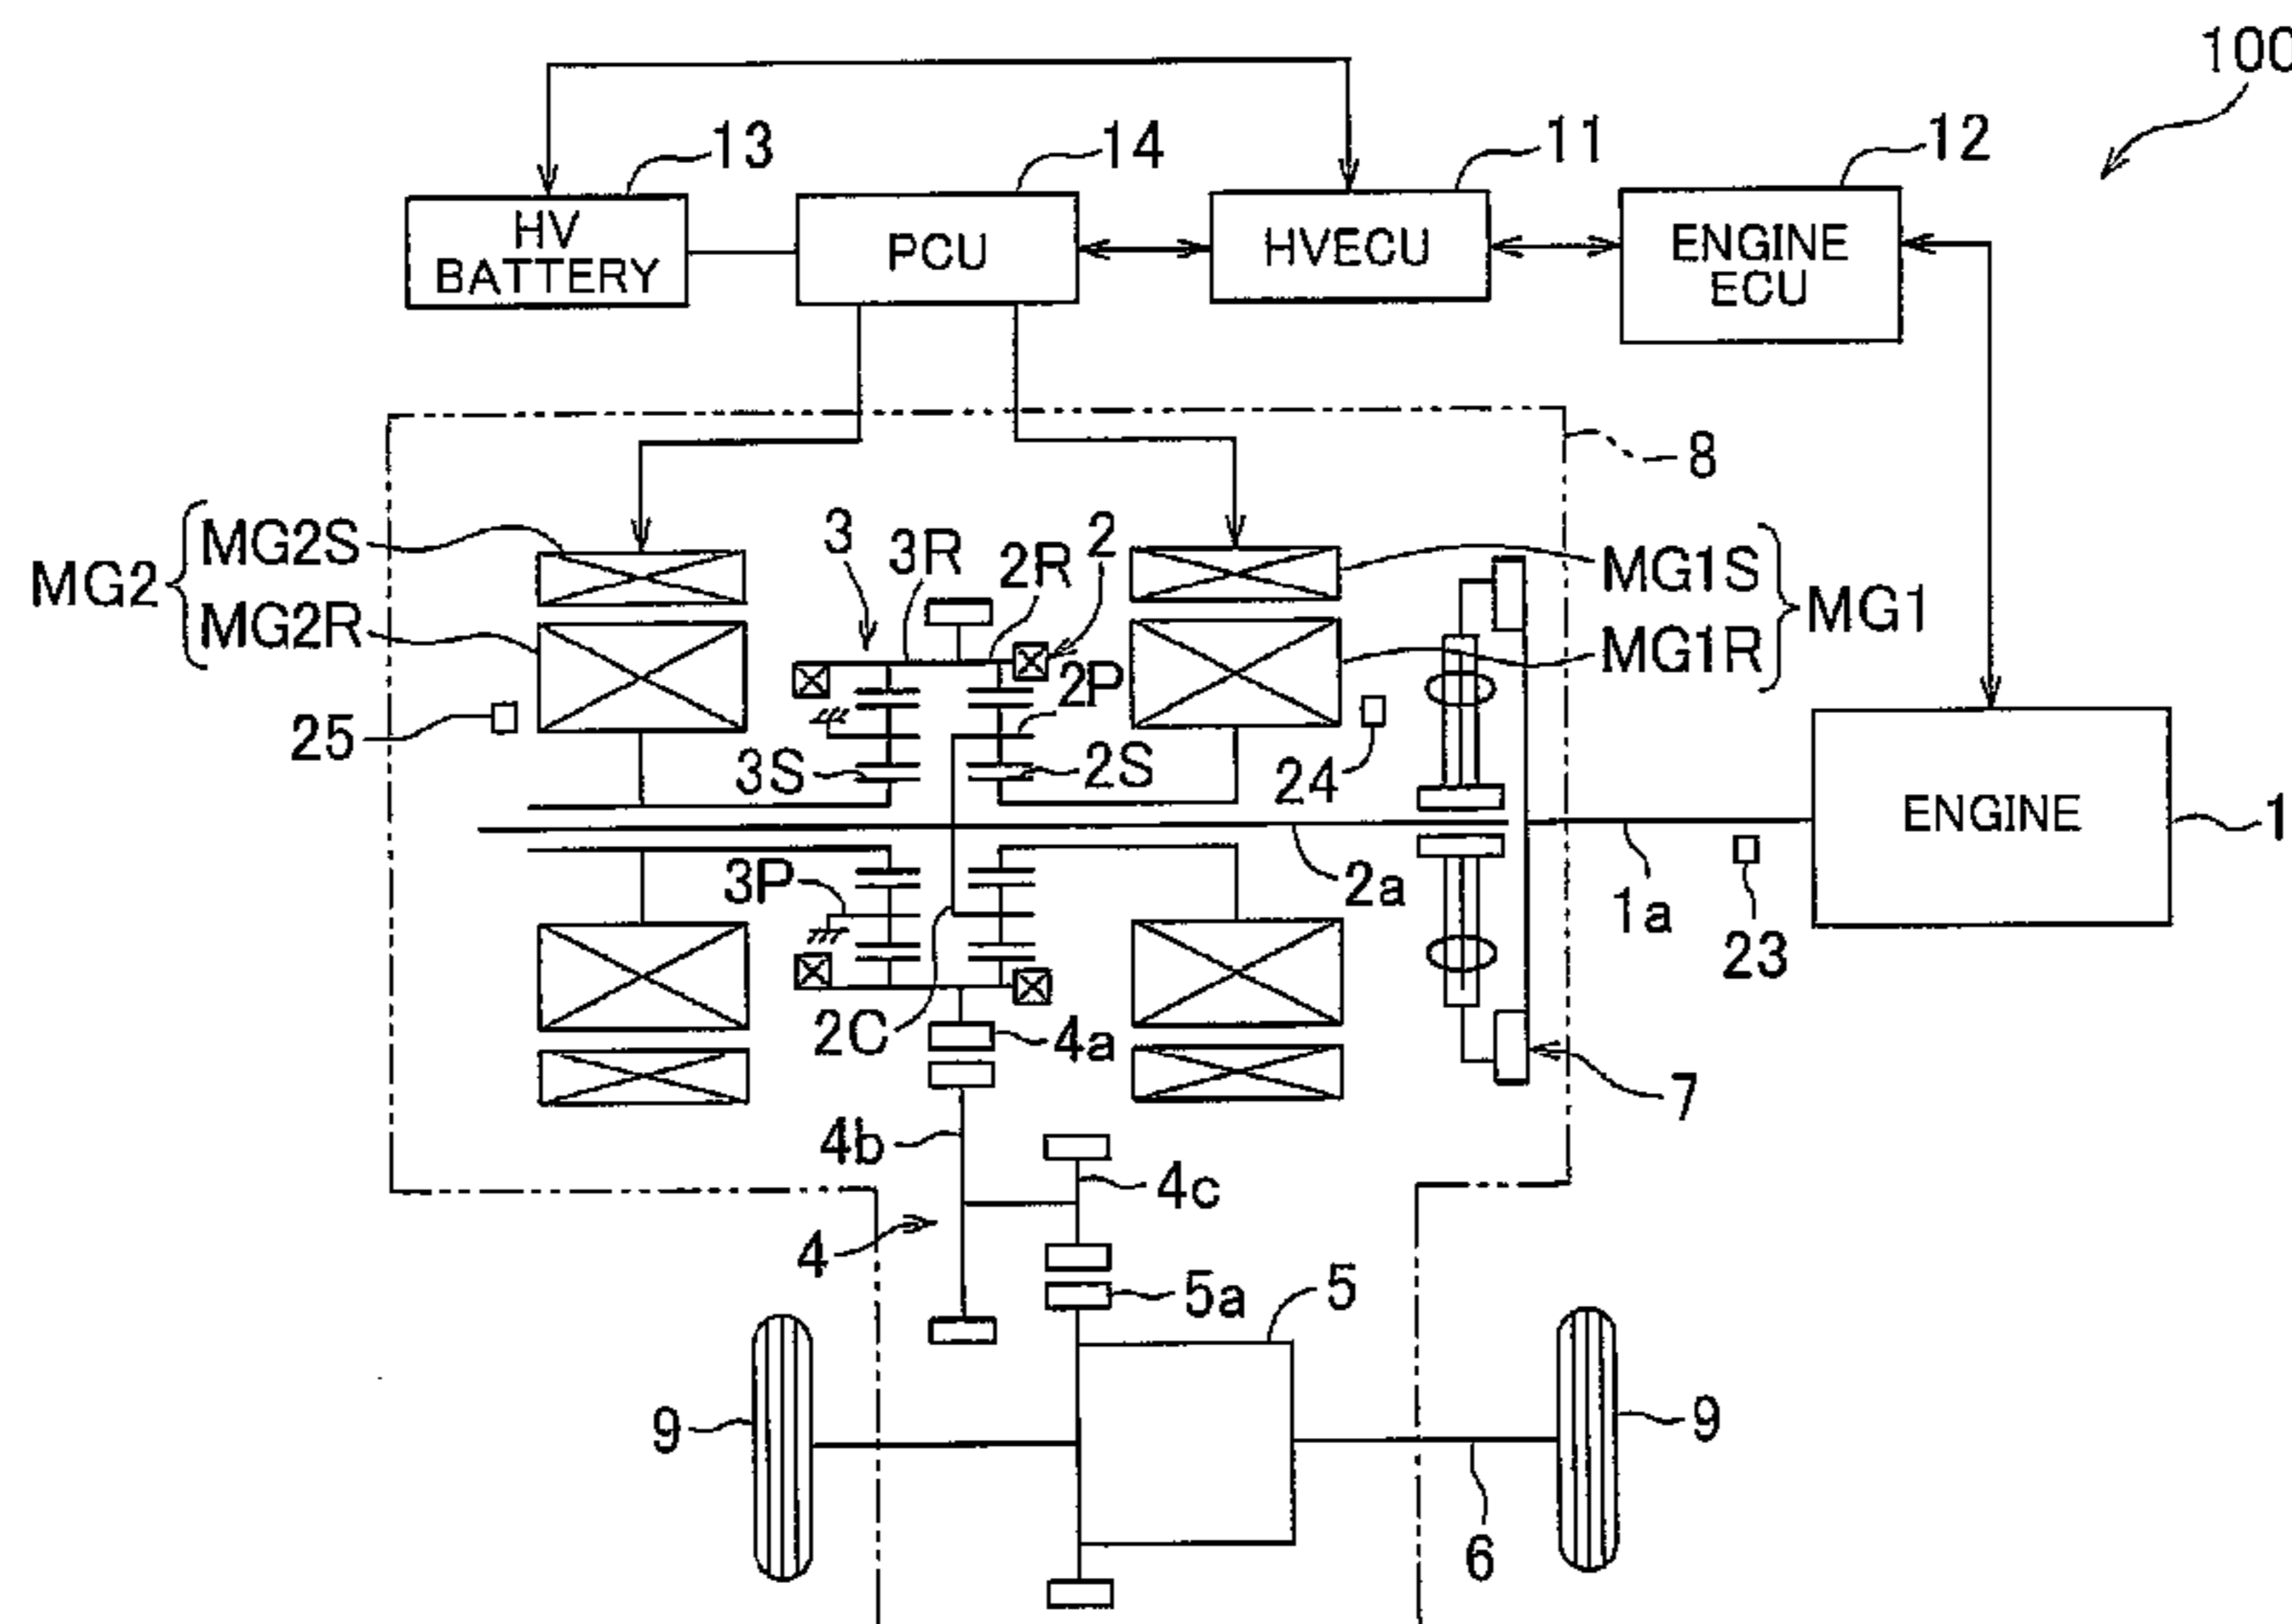 100
13
14
11
12
HV
BATTERY
PCU
HVECU
ENGINE
ECU
8
MG2
MG2S
MG2R
3
3R
2R
2
MG1S
MG1R
MG1
2P
25
3S
2S
24
ENGINE
1
3P
2a
1a
23
2C
4a
7
4b
4c
4
5a
5
9
9
6